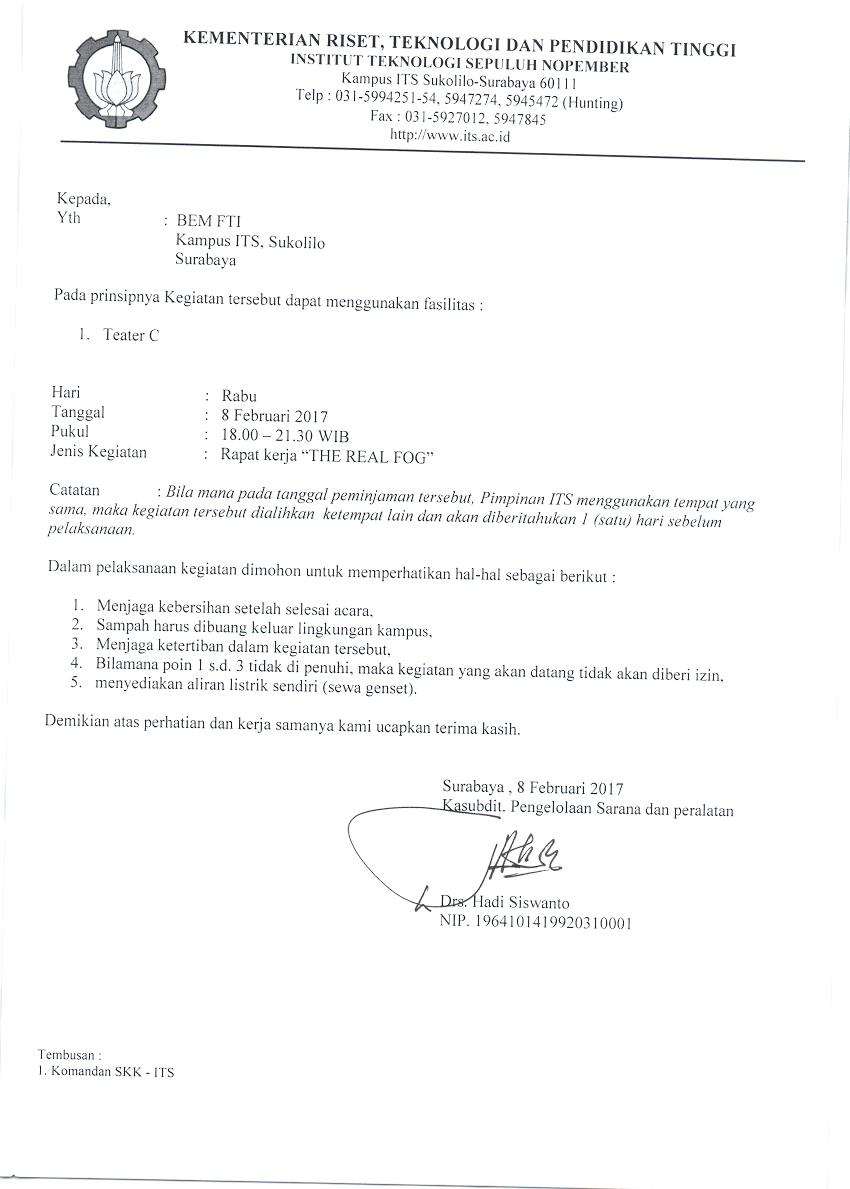 KEMENTERIAN RISET, TEKNOLOGI DAN PENDIDIKAN TINGGI
INSTITUT TEKNOLOGI SEPULUH NOPEMBER
Kampus ITS Sukolilo-Surabaya 60111
Telp : 031-5994251-54, 5947274, 5945472 (Hunting)
Fax : 031-5927012, 5947845
http://www.its.ac.id
Kepada,
Yth : BEM FTI
Kampus ITS, Sukolilo
Surabaya
Pada prinsipnya Kegiatan tersebut dapat menggunakan fasilitas :
1. Teater C
Hari : Rabu
Tanggal : 8 Februari 2017
Pukul : 18.00 – 21.30 WIB
Jenis Kegiatan : Rapat kerja “THE REAL FOG”
Catatan : Bila mana pada tanggal peminjaman tersebut, Pimpinan ITS menggunakan tempat yang
sama, maka kegiatan tersebut dialihkan ketempat lain dan akan diberitahukan 1 (satu) hari sebelum
pelaksanaan.
Dalam pelaksanaan kegiatan dimohon untuk memperhatikan hal-hal sebagai berikut :
1. Menjaga kebersihan setelah selesai acara,
2. Sampah harus dibuang keluar lingkungan kampus,
3. Menjaga ketertiban dalam kegiatan tersebut,
4. Bilamana poin 1 s.d. 3 tidak di penuhi, maka kegiatan yang akan datang tidak akan diberi izin,
5. menyediakan aliran listrik sendiri (sewa genset).
Demikian atas perhatian dan kerja samanya kami ucapkan terima kasih.
Surabaya , 8 Februari 2017
Kasubdit. Pengelolaan Sarana dan peralatan
Drs. Hadi Siswanto
NIP. 1964101419920310001
Tembusan :
1. Komandan SKK - ITS